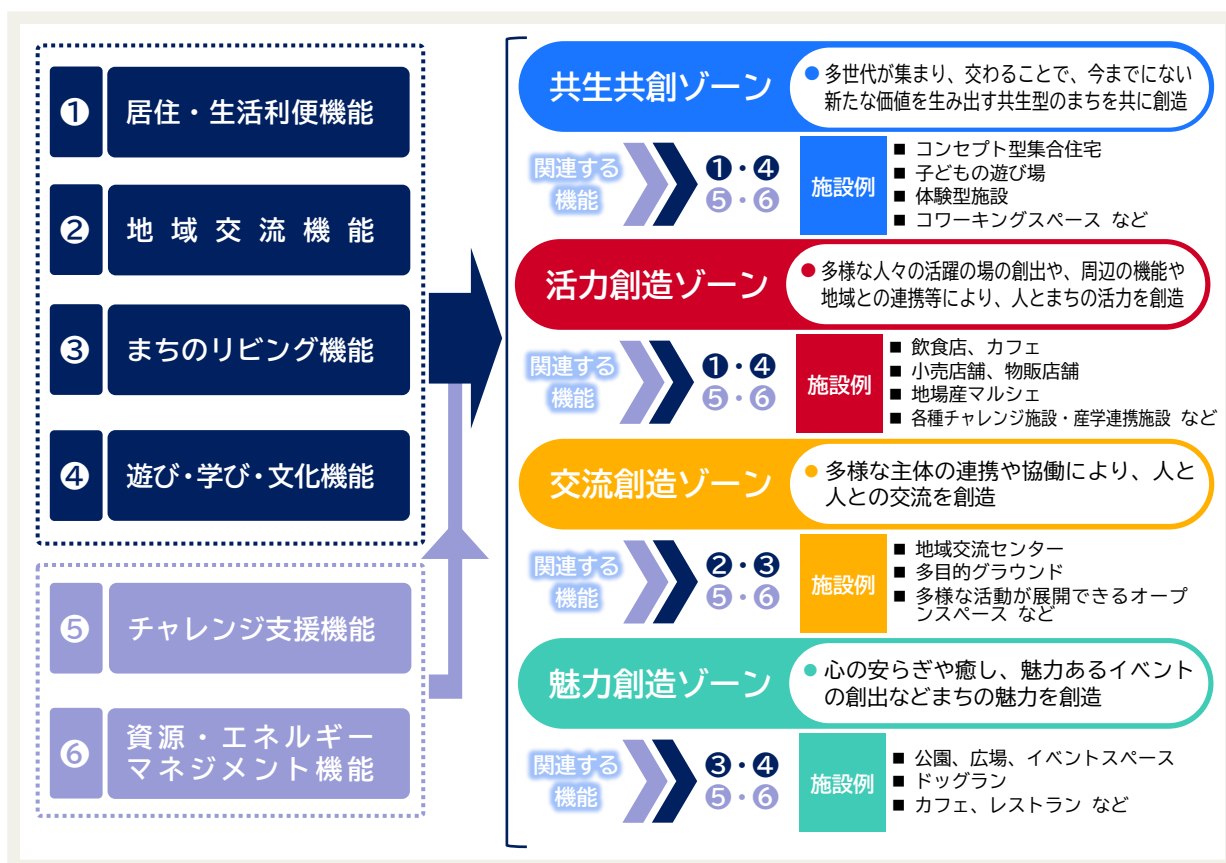 ❶ 居住・生活利便機能
❷ 地域交流機能
❸ まちのリビング機能
❹ 遊び・学び・文化機能
❺ チャレンジ支援機能
❻ 資源・エネルギー
マネジメント機能
共生共創ゾーン
●多世代が集まり、交わることで、今までにない
新たな価値を生み出す共生型のまちを共に創造
関連する
機能
❶・❹
❺・❻
施設例
■ コンセプト型集合住宅
■ 子どもの遊び場
■ 体験型施設
■ コワーキングスペース など
活力創造ゾーン
●多様な人々の活躍の場の創出や、周辺の機能や
地域との連携等により、人とまちの活力を創造
関連する
機能
❶・❹
❺・❻
施設例
■ 飲食店、カフェ
■ 小売店舗、物販店舗
■ 地場産マルシェ
■ 各種チャレンジ施設・産学連携施設 など
交流創造ゾーン
●多様な主体の連携や協働により、人と
人との交流を創造
関連する
機能
❷・❸
❺・❻
施設例
■ 地域交流センター
■ 多目的グラウンド
■ 多様な活動が展開できるオープ
ンスペース など
魅力創造ゾーン
●心の安らぎや癒し、魅力あるイベント
の創出などまちの魅力を創造
関連する
機能
❸・❹
❺・❻
施設例
■ 公園、広場、イベントスペース
■ ドッグラン
■ カフェ、レストラン など